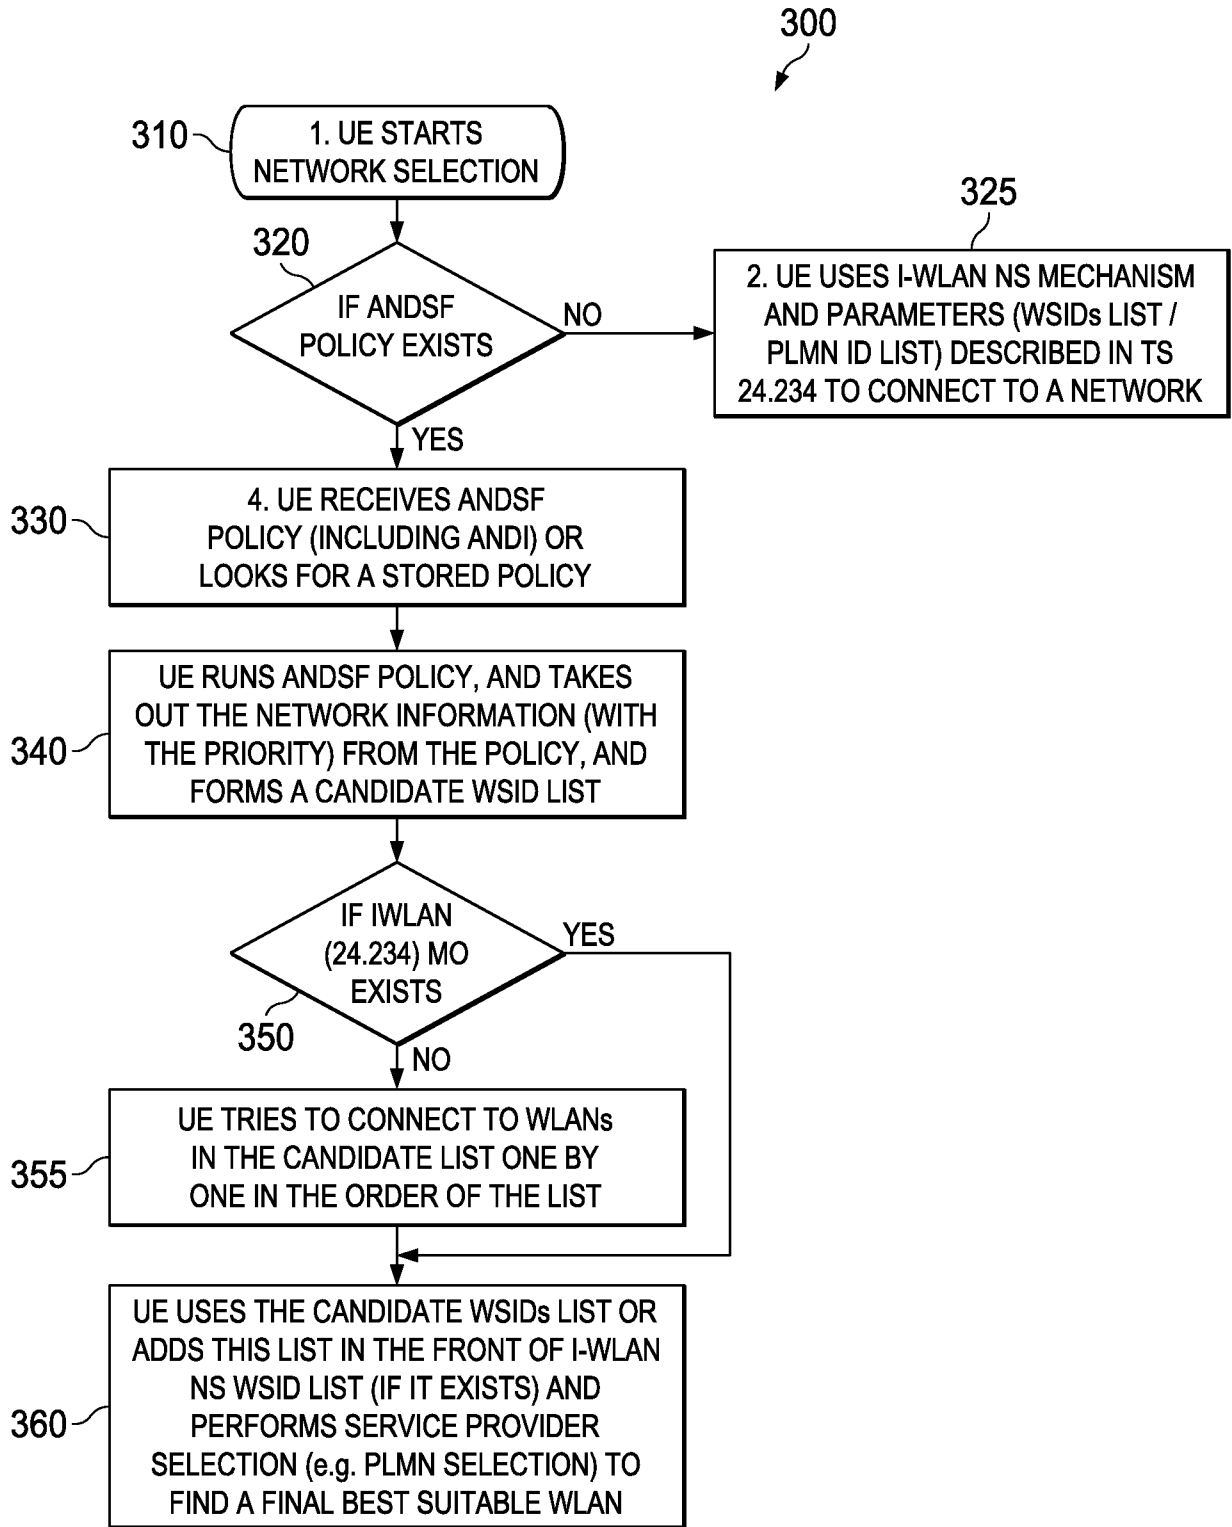 300
310
1. UE STARTS
NETWORK SELECTION
320
IF ANDSF
POLICY EXISTS
NO
325
2. UE USES I-WLAN NS MECHANISM
AND PARAMETERS (WSIDs LIST /
PLMN ID LIST) DESCRIBED IN TS
24.234 TO CONNECT TO A NETWORK
YES
330
4. UE RECEIVES ANDSF
POLICY (INCLUDING ANDI) OR
LOOKS FOR A STORED POLICY
340
UE RUNS ANDSF POLICY, AND TAKES
OUT THE NETWORK INFORMATION (WITH
THE PRIORITY) FROM THE POLICY, AND
FORMS A CANDIDATE WSID LIST
IF IWLAN
(24.234) MO
EXISTS
YES
350
NO
355
UE TRIES TO CONNECT TO WLANs
IN THE CANDIDATE LIST ONE BY
ONE IN THE ORDER OF THE LIST
360
UE USES THE CANDIDATE WSIDs LIST OR
ADDS THIS LIST IN THE FRONT OF I-WLAN
NS WSID LIST (IF IT EXISTS) AND
PERFORMS SERVICE PROVIDER
SELECTION (e.g. PLMN SELECTION) TO
FIND A FINAL BEST SUITABLE WLAN